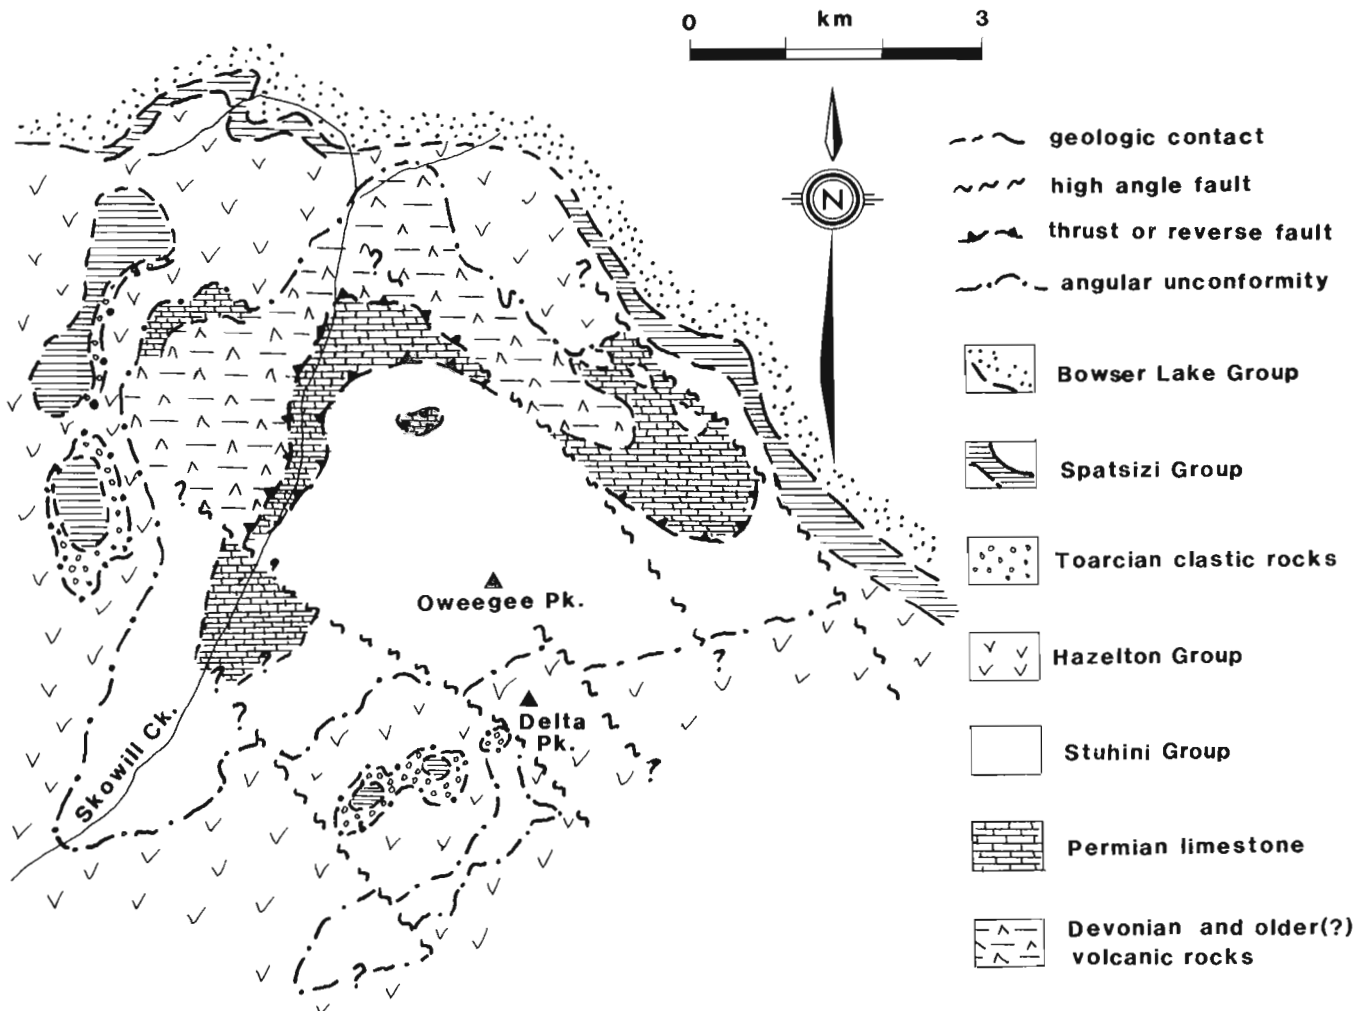 0 km 3
N
geologic contact
high angle fault
thrust or reverse fault
angular unconformity
Bowser Lake Group
Spatsizi Group
Toarcian clastic rocks
Hazelton Group
Stuhini Group
Permian limestone
Devonian and older(?)
volcanic rocks
?
?
?
Oweegee Pk.
?
?
?
Delta
Pk.
Skowill Ck.
?
?
?